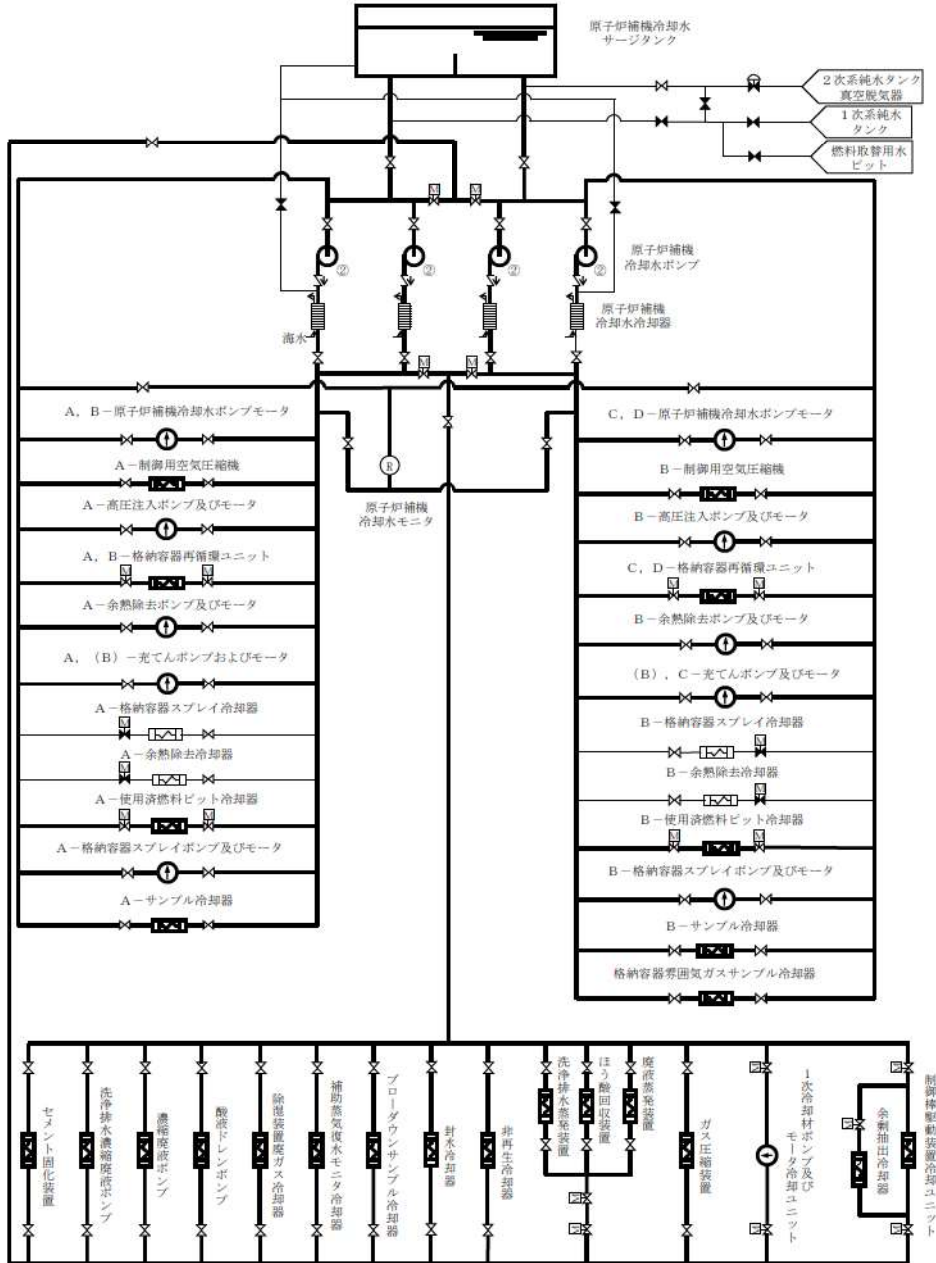 原子炉補機冷却水
サージタンク
2次系純水タンク
真空脱気器
1次系純水
タンク
燃料取替用水
ピット
M
M
原子炉補機
冷却水ポンプ
②
②
②
②
原子炉補機
冷却水冷却器
海水
M
M
A，B－原子炉補機冷却水ポンプモータ
A－制御用空気圧縮機
A－高圧注入ポンプ及びモータ
A，B－格納容器再循環ユニット
M
M
A－余熱除去ポンプ及びモータ
A，（B）－充てんポンプおよびモータ
A－格納容器スプレイ冷却器
M
A－余熱除去冷却器
M
A－使用済燃料ピット冷却器
M
M
A－格納容器スプレイポンプ及びモータ
A－サンプル冷却器
R
原子炉補機
冷却水モニタ
C，D－原子炉補機冷却水ポンプモータ
B－制御用空気圧縮機
B－高圧注入ポンプ及びモータ
C，D－格納容器再循環ユニット
M
M
B－余熱除去ポンプ及びモータ
（B），C－充てんポンプ及びモータ
B－格納容器スプレイ冷却器
M
B－余熱除去冷却器
M
B－使用済燃料ピット冷却器
M
M
B－格納容器スプレイポンプ及びモータ
B－サンプル冷却器
格納容器雰囲気ガスサンプル冷却器
セメント固化装置
洗浄排水濃縮廃液ポンプ
濃縮廃液ポンプ
酸液ドレンポンプ
除湿装置廃ガス冷却器
補助蒸気復水モニタ冷却器
ブローダウンサンプル冷却器
封水冷却器
非再生冷却器
洗浄排水蒸発装置
ほう酸回収装置
廃液蒸発装置
M
M
ガス圧縮装置
M
M
1次冷却材ポンプ及び
モータ冷却ユニット
M
M
M
余剰抽出冷却器
制御棒駆動装置冷却ユニット